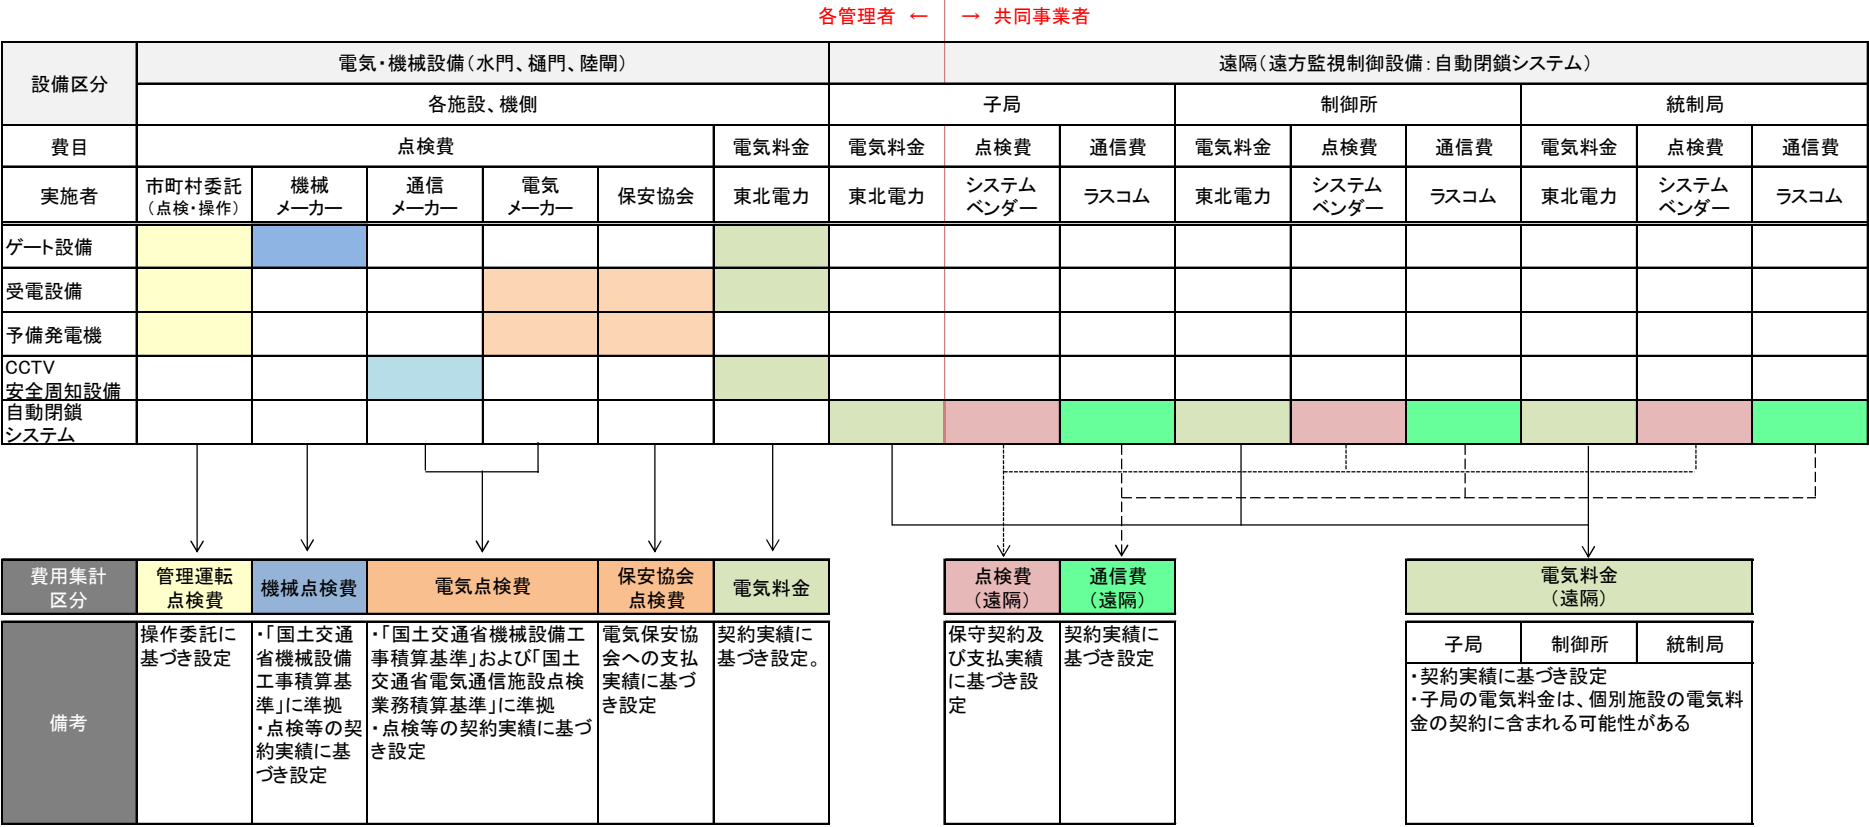 各管理者 ← → 共同事業者
設備区分
電気・機械設備（水門、樋門、陸閘）
遠隔（遠方監視制御設備：自動閉鎖システム）
各施設、機側
子局
制御所
統制局
費目
点検費
電気料金
電気料金
点検費
通信費
電気料金
点検費
通信費
電気料金
点検費
通信費
実施者
市町村委託
（点検・操作）
機械
メーカー
通信
メーカー
電気
メーカー
保安協会
東北電力
東北電力
システム
ベンダー
ラスコム
東北電力
システム
ベンダー
ラスコム
東北電力
システム
ベンダー
ラスコム
ゲート設備
受電設備
予備発電機
CCTV
安全周知設備
自動閉鎖
システム
費用集計
区分
管理運転
点検費
機械点検費
電気点検費
保安協会
点検費
電気料金
点検費
（遠隔）
通信費
（遠隔）
電気料金
（遠隔）
備考
操作委託に
基づき設定
・「国土交通
省機械設備
工事積算基
準」に準拠
・点検等の契
約実績に基
づき設定
・「国土交通省機械設備工
事積算基準」および「国土
交通省電気通信施設点検
業務積算基準」に準拠
・点検等の契約実績に基づ
き設定
電気保安協
会への支払
実績に基づ
き設定
契約実績に
基づき設定。
保守契約及
び支払実績
に基づき設
定
契約実績に
基づき設定
子局
制御所
統制局
・契約実績に基づき設定
・子局の電気料金は、個別施設の電気料
金の契約に含まれる可能性がある